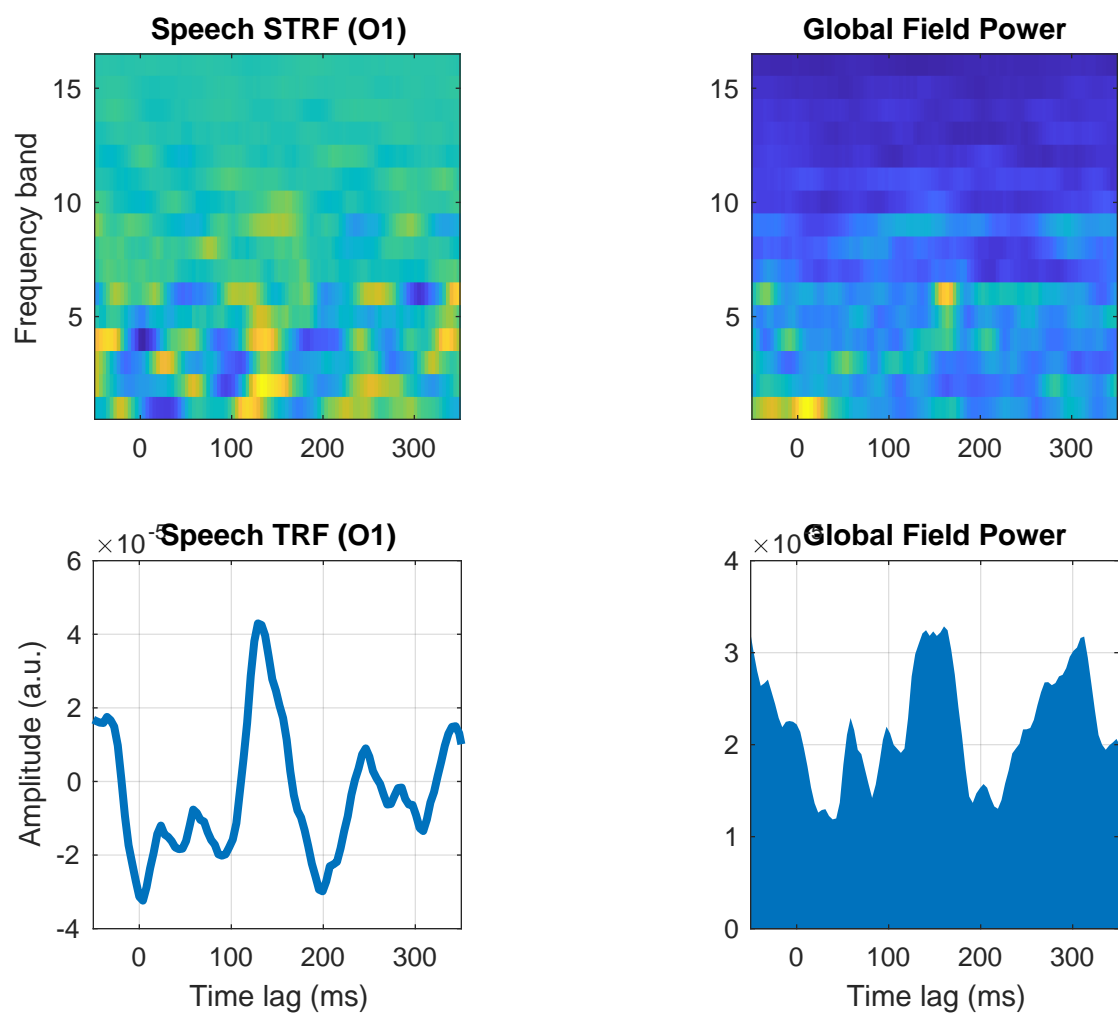 Speech STRF (O1)
Frequency band
15
10
5
0 100 200 300
Global Field Power
15
10
5
0 100 200 300
×10-5
Speech TRF (O1)
Amplitude (a.u.)
6
4
2
0
-2
-4
0 100 200 300
Time lag (ms)
×10-5
Global Field Power
4
3
2
1
0
0 100 200 300
Time lag (ms)